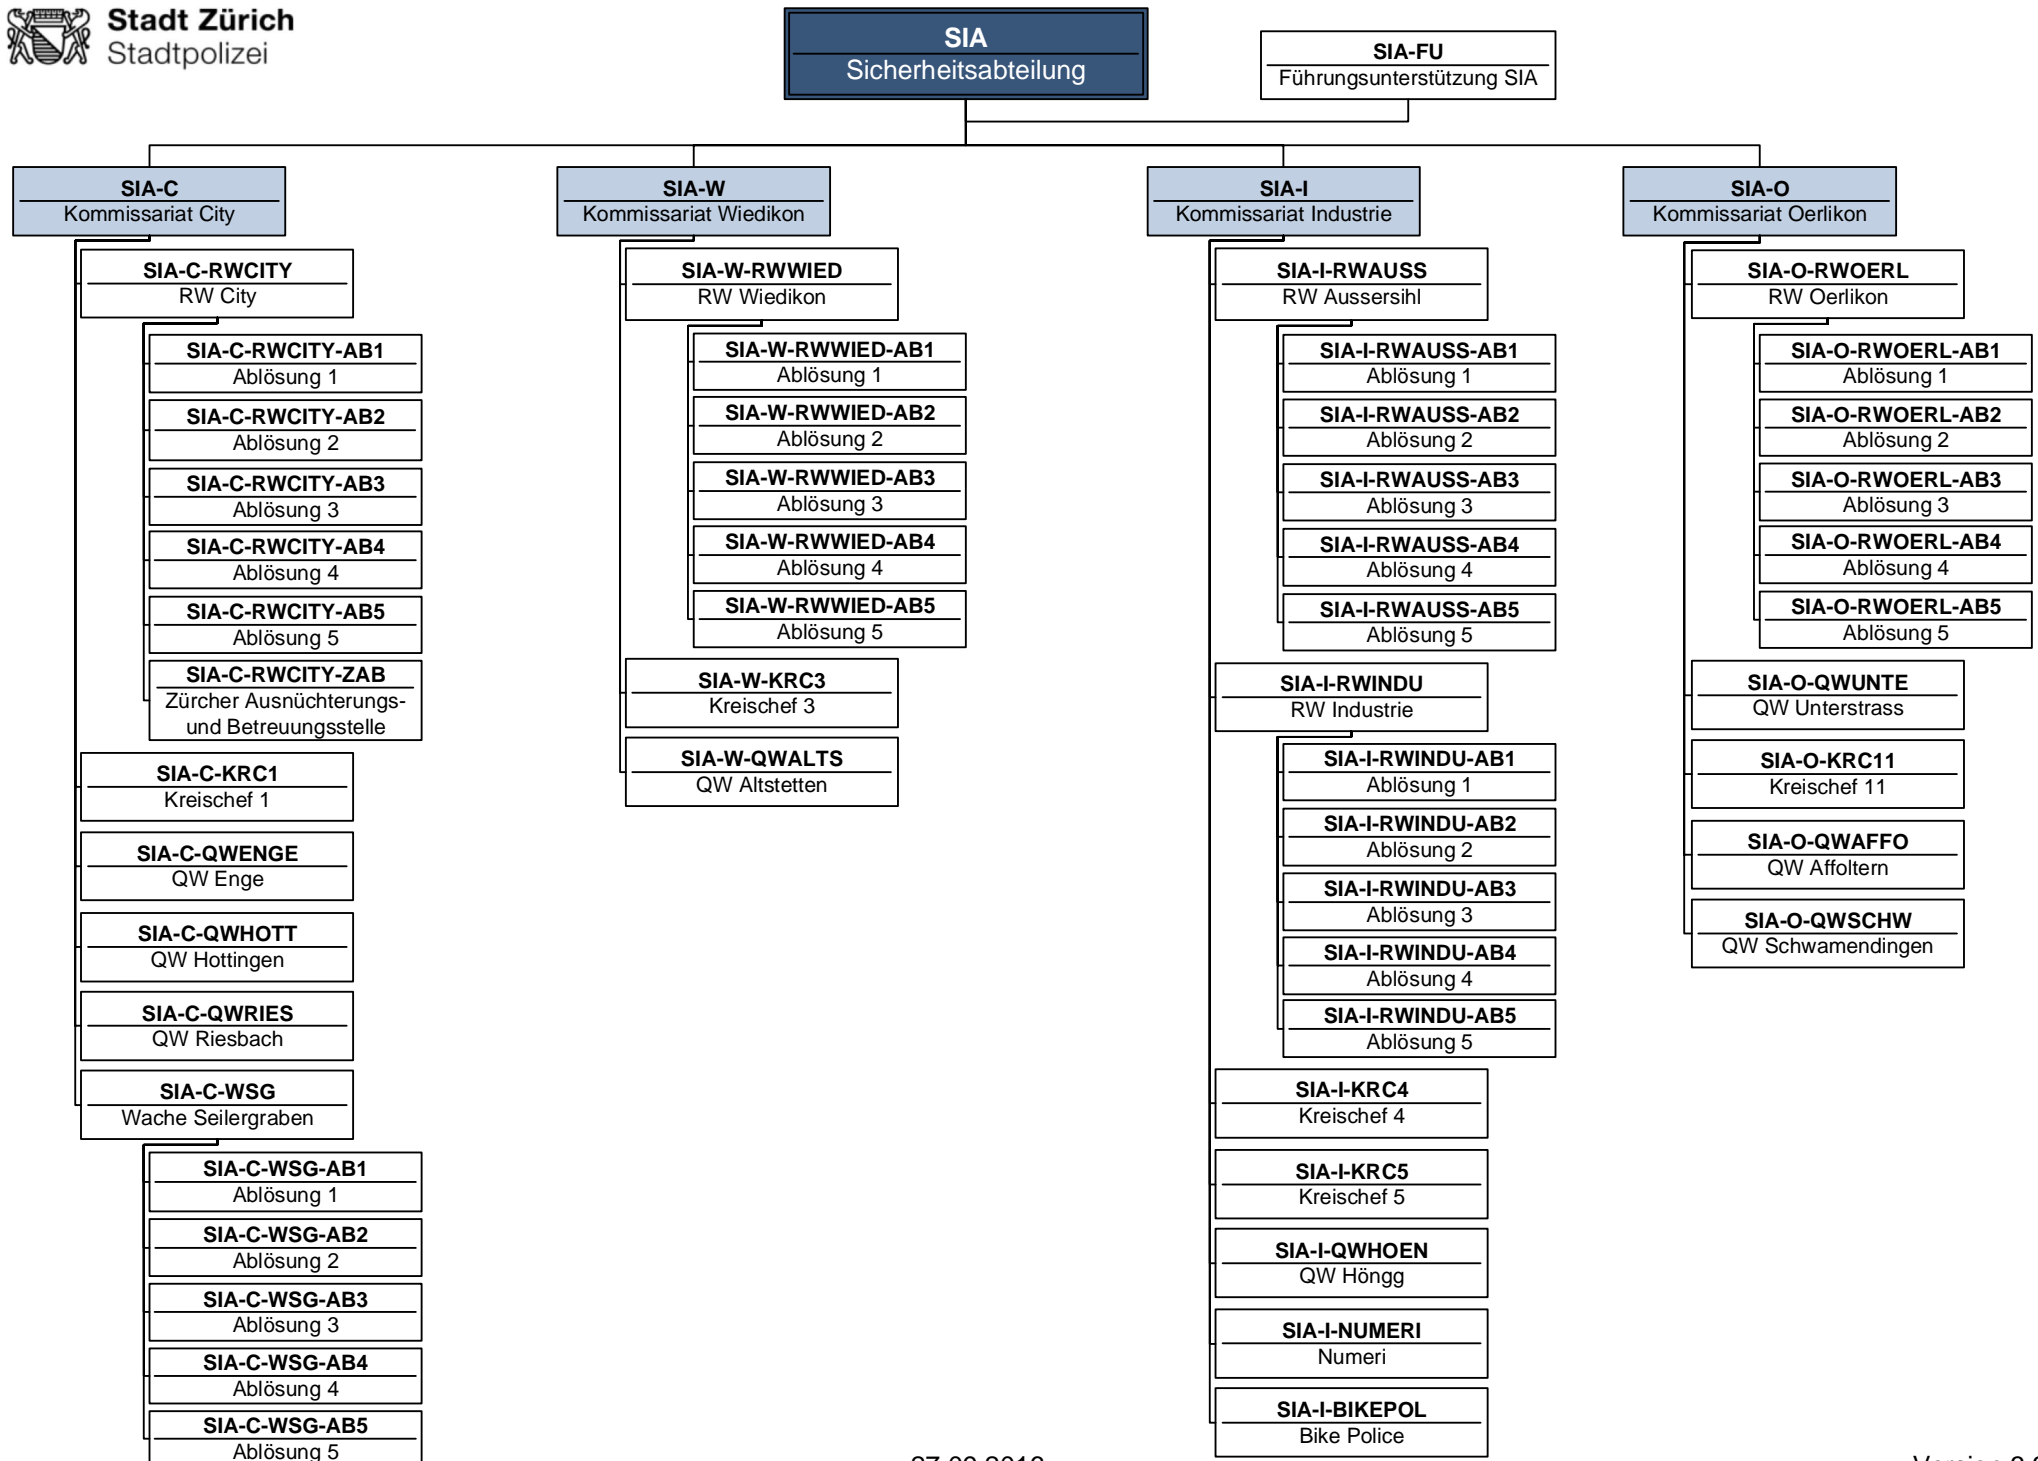 Stadt Zürich
Stadtpolizei
SIA
Sicherheitsabteilung
SIA-FU
Führungsunterstützung SIA
SIA-C
Kommissariat City
SIA-C-RWCITY
RW City
SIA-C-RWCITY-AB1
Ablösung 1
SIA-C-RWCITY-AB2
Ablösung 2
SIA-C-RWCITY-AB3
Ablösung 3
SIA-C-RWCITY-AB4
Ablösung 4
SIA-C-RWCITY-AB5
Ablösung 5
SIA-C-RWCITY-ZAB
Zürcher Ausnüchterungs-
und Betreuungsstelle
SIA-C-KRC1
Kreischef 1
SIA-C-QWENGE
QW Enge
SIA-C-QWHOTT
QW Hottingen
SIA-C-QWRIES
QW Riesbach
SIA-C-WSG
Wache Seilergraben
SIA-C-WSG-AB1
Ablösung 1
SIA-C-WSG-AB2
Ablösung 2
SIA-C-WSG-AB3
Ablösung 3
SIA-C-WSG-AB4
Ablösung 4
SIA-C-WSG-AB5
Ablösung 5
SIA-W
Kommissariat Wiedikon
SIA-W-RWWIED
RW Wiedikon
SIA-W-RWWIED-AB1
Ablösung 1
SIA-W-RWWIED-AB2
Ablösung 2
SIA-W-RWWIED-AB3
Ablösung 3
SIA-W-RWWIED-AB4
Ablösung 4
SIA-W-RWWIED-AB5
Ablösung 5
SIA-W-KRC3
Kreischef 3
SIA-W-QWALTS
QW Altstetten
SIA-I
Kommissariat Industrie
SIA-I-RWAUSS
RW Aussersihl
SIA-I-RWAUSS-AB1
Ablösung 1
SIA-I-RWAUSS-AB2
Ablösung 2
SIA-I-RWAUSS-AB3
Ablösung 3
SIA-I-RWAUSS-AB4
Ablösung 4
SIA-I-RWAUSS-AB5
Ablösung 5
SIA-I-RWINDU
RW Industrie
SIA-I-RWINDU-AB1
Ablösung 1
SIA-I-RWINDU-AB2
Ablösung 2
SIA-I-RWINDU-AB3
Ablösung 3
SIA-I-RWINDU-AB4
Ablösung 4
SIA-I-RWINDU-AB5
Ablösung 5
SIA-I-KRC4
Kreischef 4
SIA-I-KRC5
Kreischef 5
SIA-I-QWHOEN
QW Höngg
SIA-I-NUMERI
Numeri
SIA-I-BIKEPOL
Bike Police
SIA-O
Kommissariat Oerlikon
SIA-O-RWOERL
RW Oerlikon
SIA-O-RWOERL-AB1
Ablösung 1
SIA-O-RWOERL-AB2
Ablösung 2
SIA-O-RWOERL-AB3
Ablösung 3
SIA-O-RWOERL-AB4
Ablösung 4
SIA-O-RWOERL-AB5
Ablösung 5
SIA-O-QWUNTE
QW Unterstrass
SIA-O-KRC11
Kreischef 11
SIA-O-QWAFFO
QW Affoltern
SIA-O-QWSCHW
QW Schwamendingen
Version